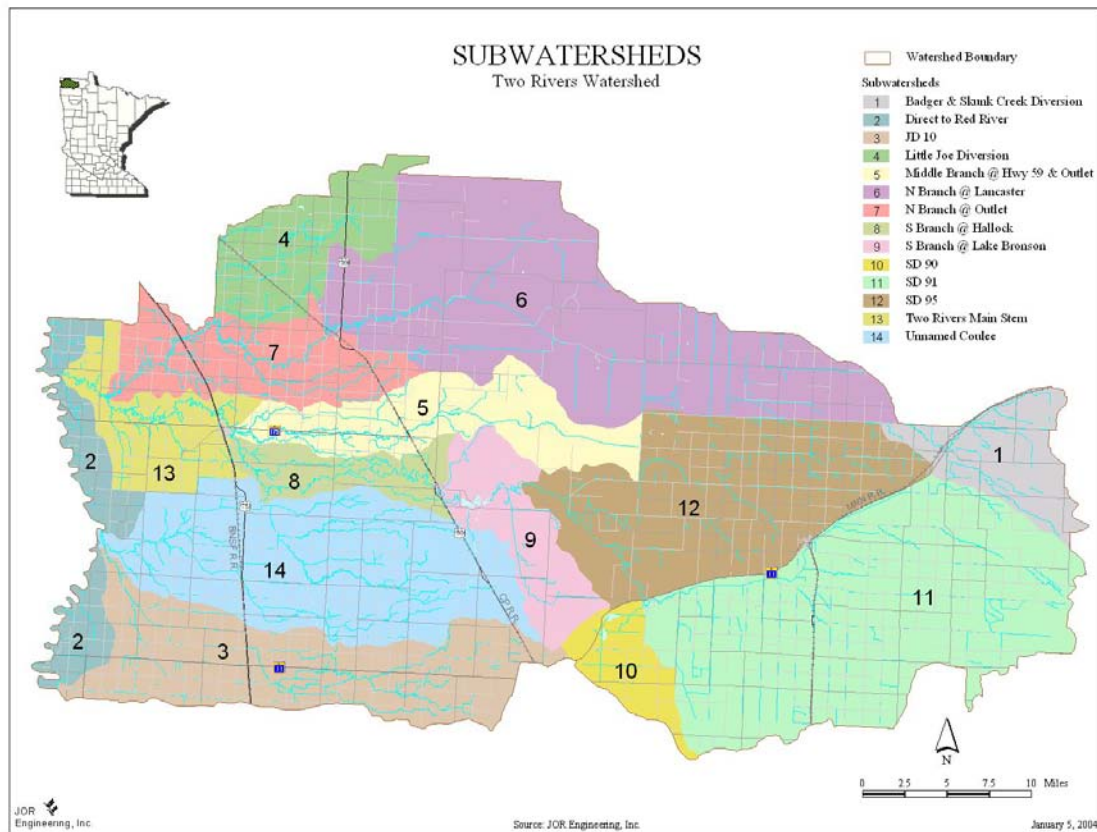 SUBWATERSHEDS
Two Rivers Watershed
Watershed Boundary
Subwatersheds
1 Badger & Skunk Creek Diversion
2 Direct to Red River
3 JD 10
4 Little Joe Diversion
5 Middle Branch @ Hwy 59 & Outlet
6 N Branch @ Lancaster
7 N Branch @ Outlet
8 S Branch @ Hallock
9 S Branch @ Lake Bronson
10 SD 90
11 SD 91
12 SD 95
13 Two Rivers Main Stem
14 Unnamed Coulee
4
6
7
5
1
2
13
8
12
9
14
11
2
3
10
BNSF R.R.
CP R.R.
11
11
N
0 2.5 5 7.5 10 Miles
JOR
Engineering, Inc.
Source: JOR Engineering, Inc.
January 5, 2004